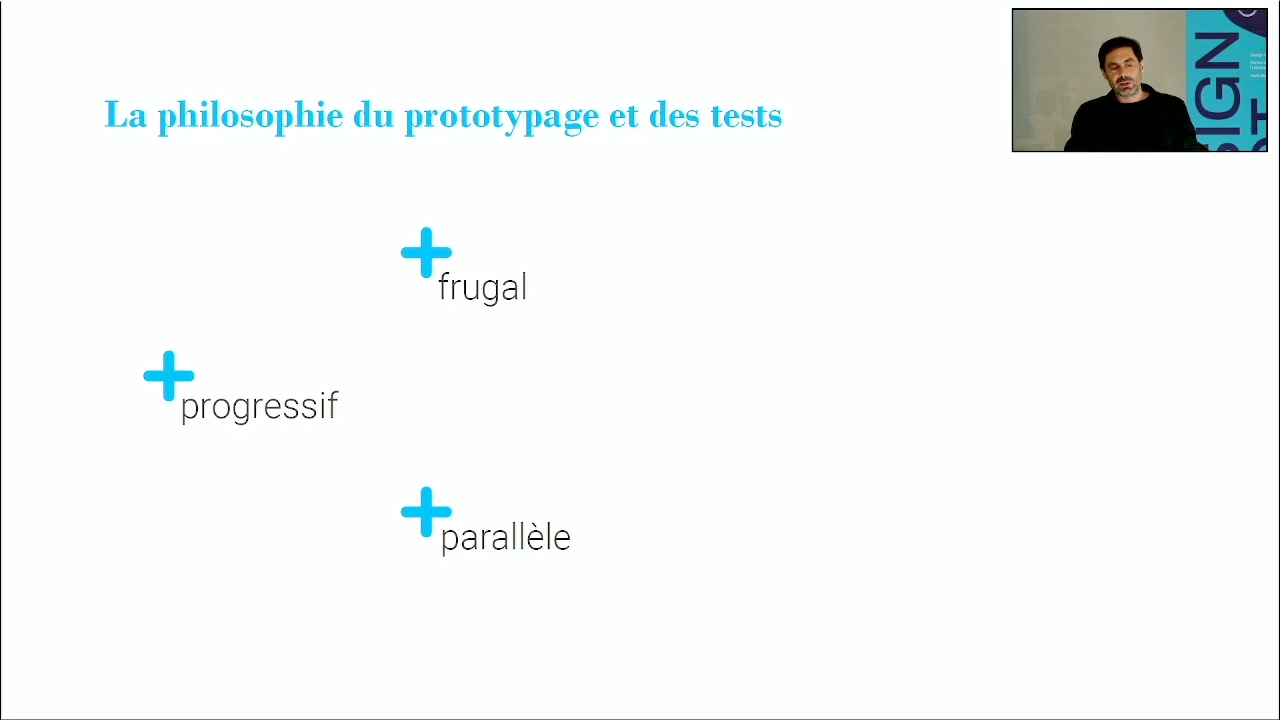 La philosophie du prototypage et des tests
frugal
progressif
parallèle